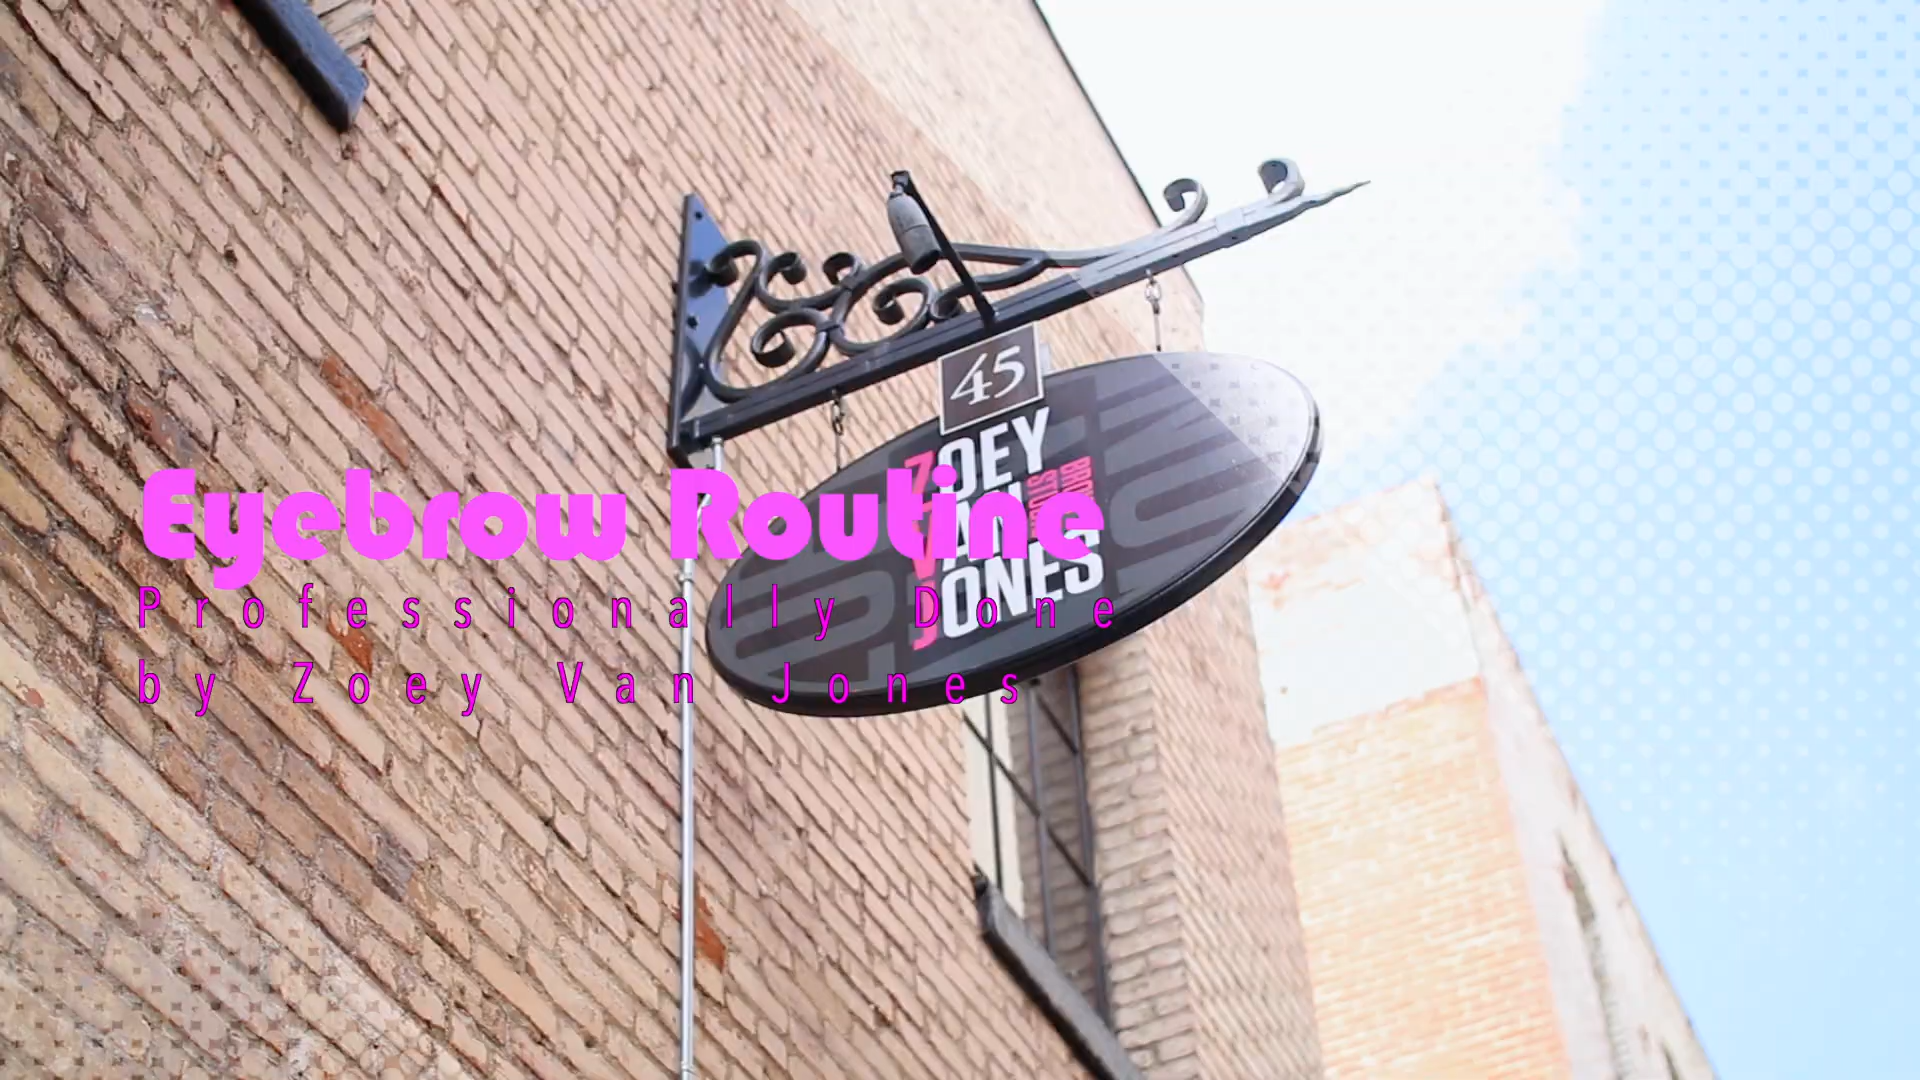 45
ZOEY
VAN
JONES
Eyebrow Routine
Professionally Done
by Zoey Van Jones